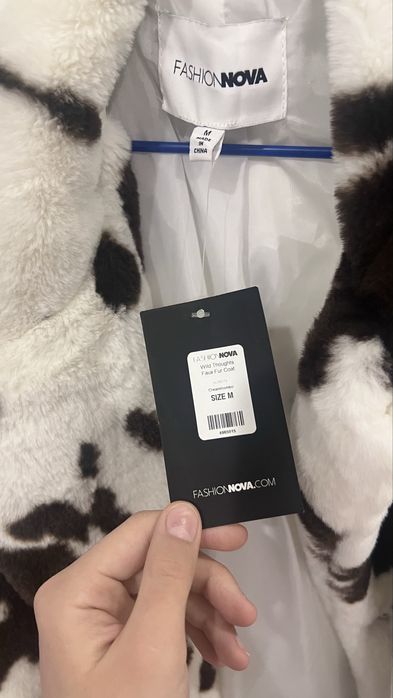 FASHIONNOVA
M
MADE
IN
CHINA
FASHIONNOVA
Wild Thoughts
Faux Fur Coat
SIZE M
FASHIONNOVA.COM